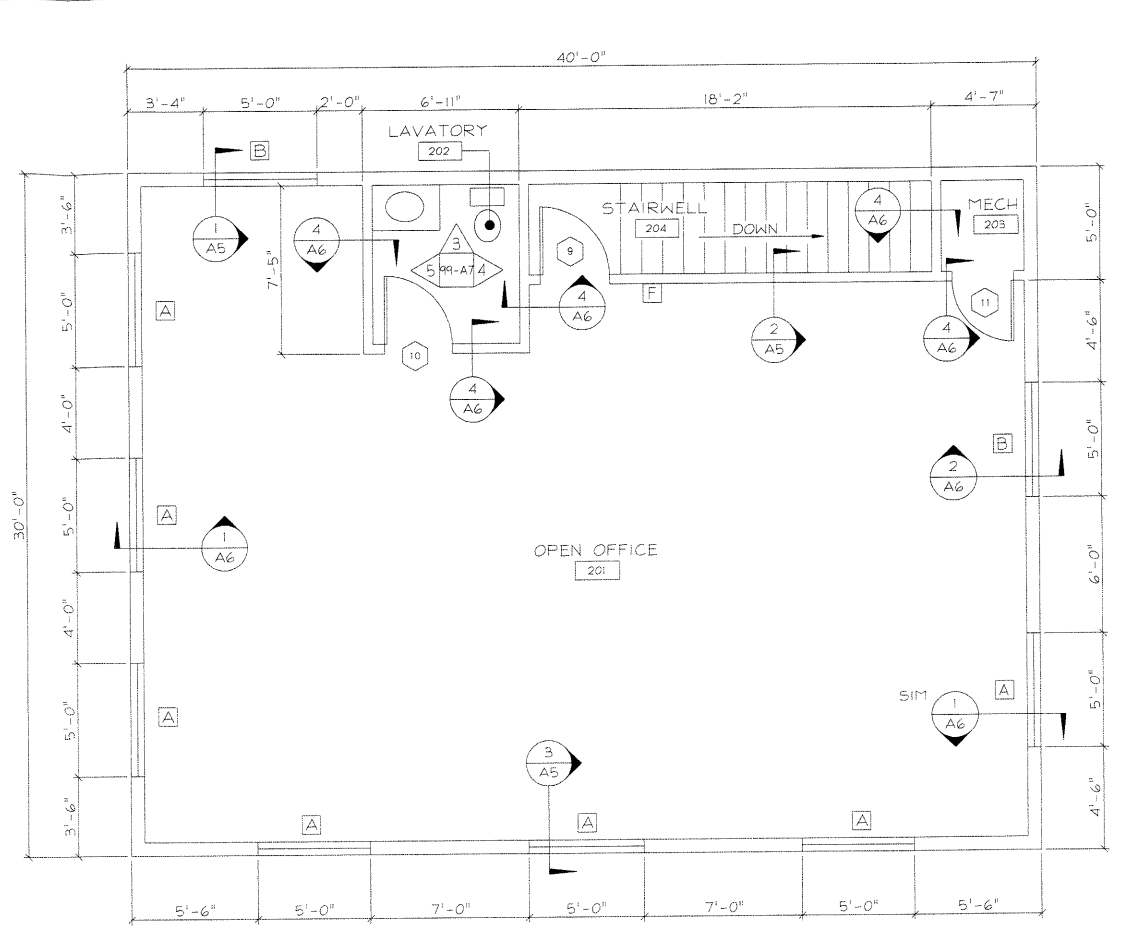 40'-0"
3'-4" 5'-0" 2'-0" 6'-11" 18'-2" 4'-7"
LAVATORY
202
B
3'-6"
1
A5
4
A6
7'-5"
3
5 99-A7 4
STAIRWELL
204
DOWN
9
4
A6
MECH
203
5'-0"
5'-0"
A
10
4
A6
F
2
A5
4
A6
11
4'-6"
4'-0"
4
A6
B
5'-0"
2
A6
30'-0"
5'-0"
A
1
A6
OPEN OFFICE
201
6'-0"
4'-0"
5'-0"
A
SIM
1
A6
A
5'-0"
3
A5
3'-6"
A
A
A
4'-6"
5'-6" 5'-0" 7'-0" 5'-0" 7'-0" 5'-0" 5'-6"